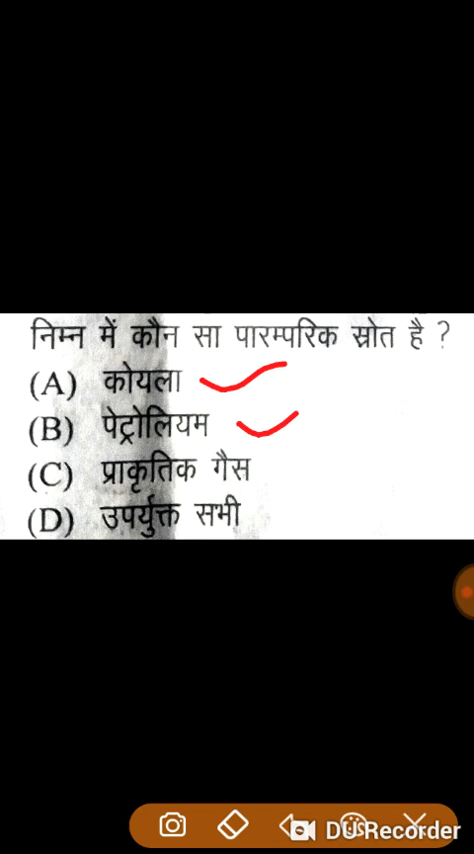 निम्न में कौन सा पारम्परिक स्रोत है ?
(A) कोयला
(B) पेट्रोलियम
(C) प्राकृतिक गैस
(D) उपर्युक्त सभी
DU Recorder